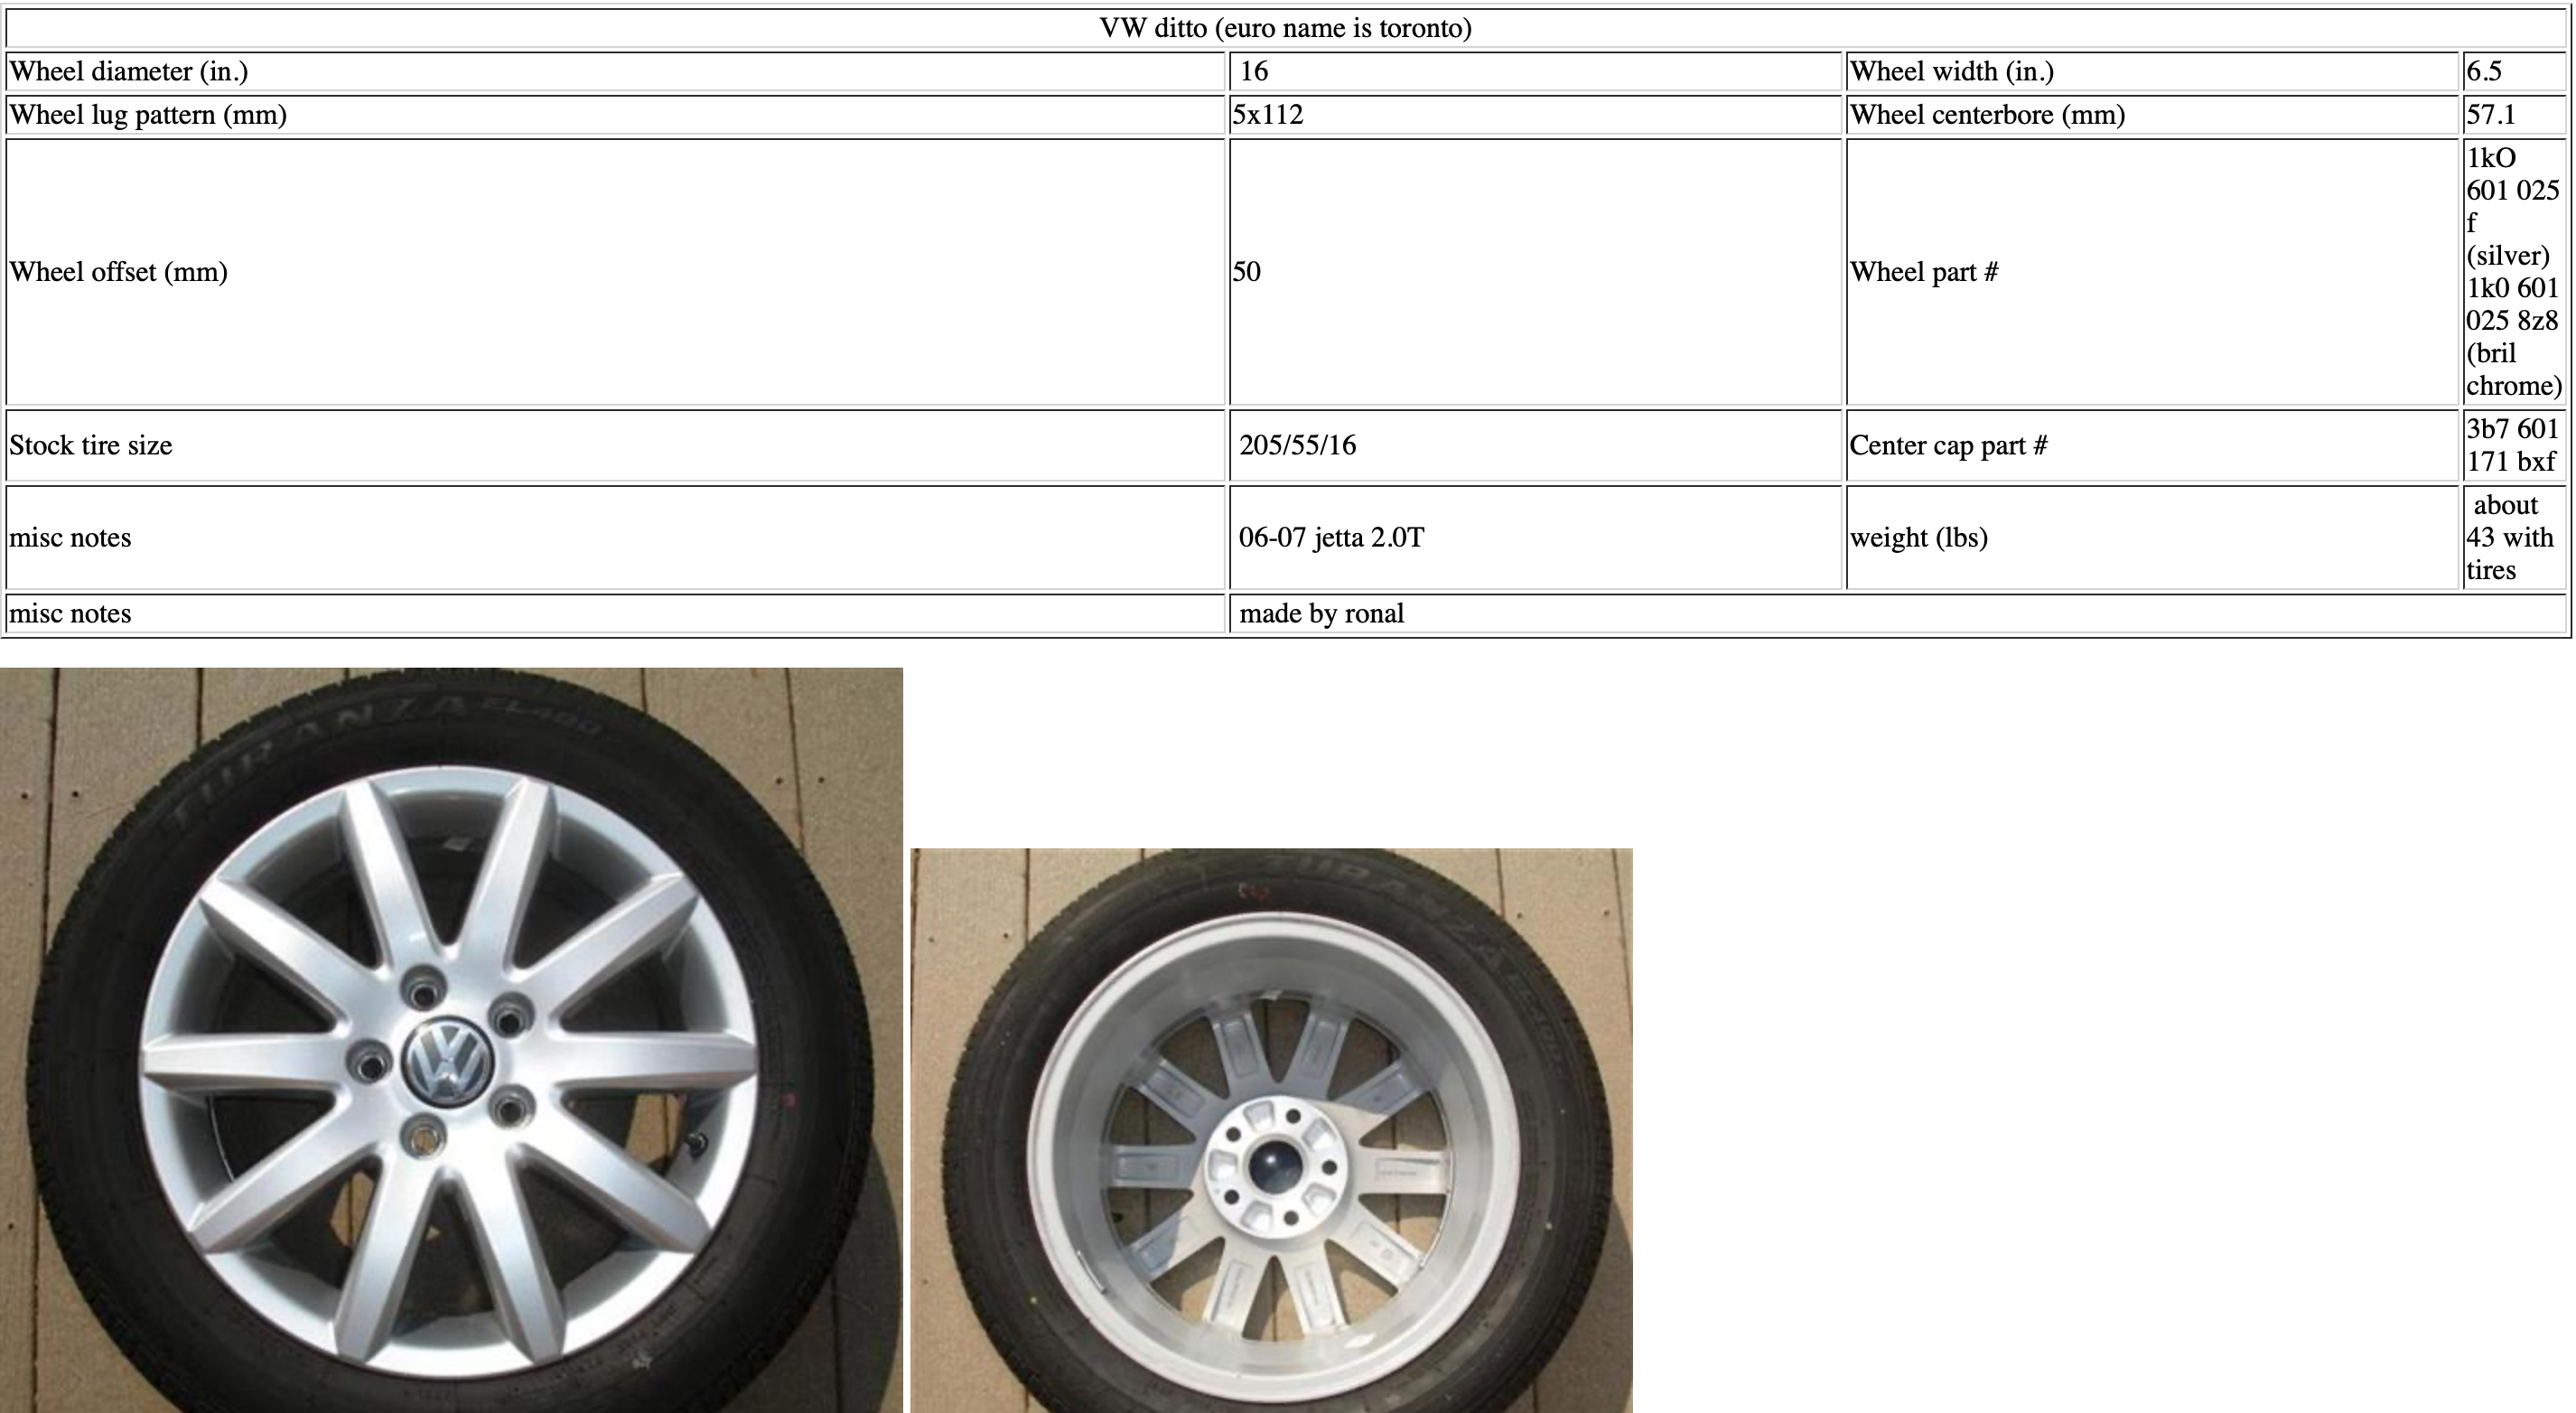 VW ditto (euro name is toronto)
Wheel diameter (in.) 16 Wheel width (in.) 6.5
Wheel lug pattern (mm) 5x112 Wheel centerbore (mm) 57.1
Wheel offset (mm) 50 Wheel part #
1kO
601 025
f
(silver)
1k0 601
025 8z8
(bril
chrome)
Stock tire size 205/55/16 Center cap part #
3b7 601
171 bxf
misc notes 06-07 jetta 2.0T weight (lbs)
about
43 with
tires
misc notes made by ronal
TURANZA EL400
VW
TURANZA